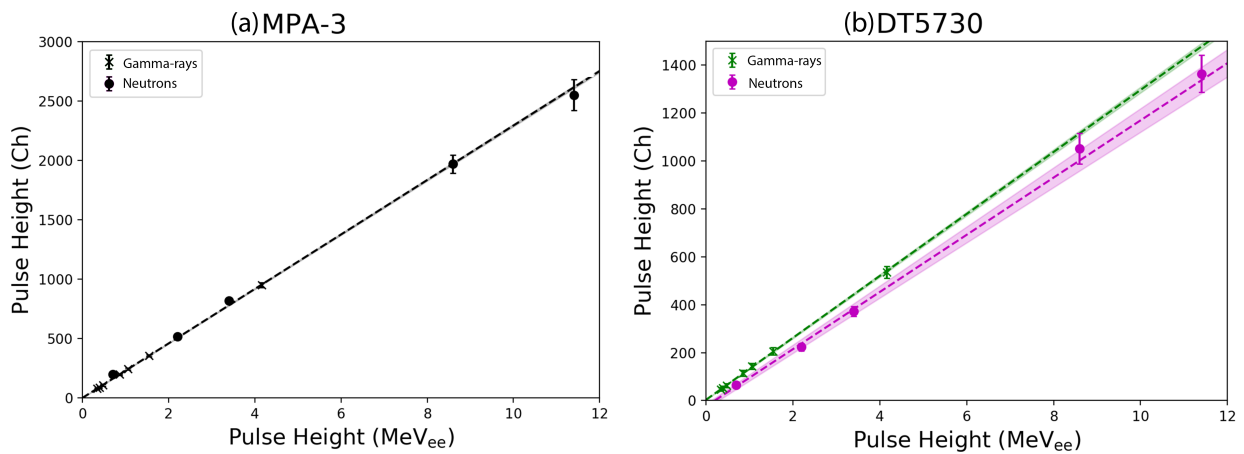 (a)MPA-3
3000
2500
2000
1500
1000
500
0
0 2 4 6 8 10 12
Pulse Height (Ch)
Pulse Height (MeVee)
Gamma-rays
Neutrons
(b)DT5730
1400
1200
1000
800
600
400
200
0
0 2 4 6 8 10 12
Pulse Height (Ch)
Pulse Height (MeVee)
Gamma-rays
Neutrons